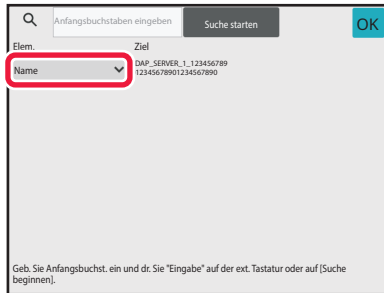 Anfangsbuchstaben eingeben
Suche starten
OK
Elem.
Ziel
Name
DAP_SERVER_1_123456789
12345678901234567890
Geb. Sie Anfangsbuchst. ein und dr. Sie "Eingabe" auf der ext. Tastatur oder auf [Suche
beginnen].